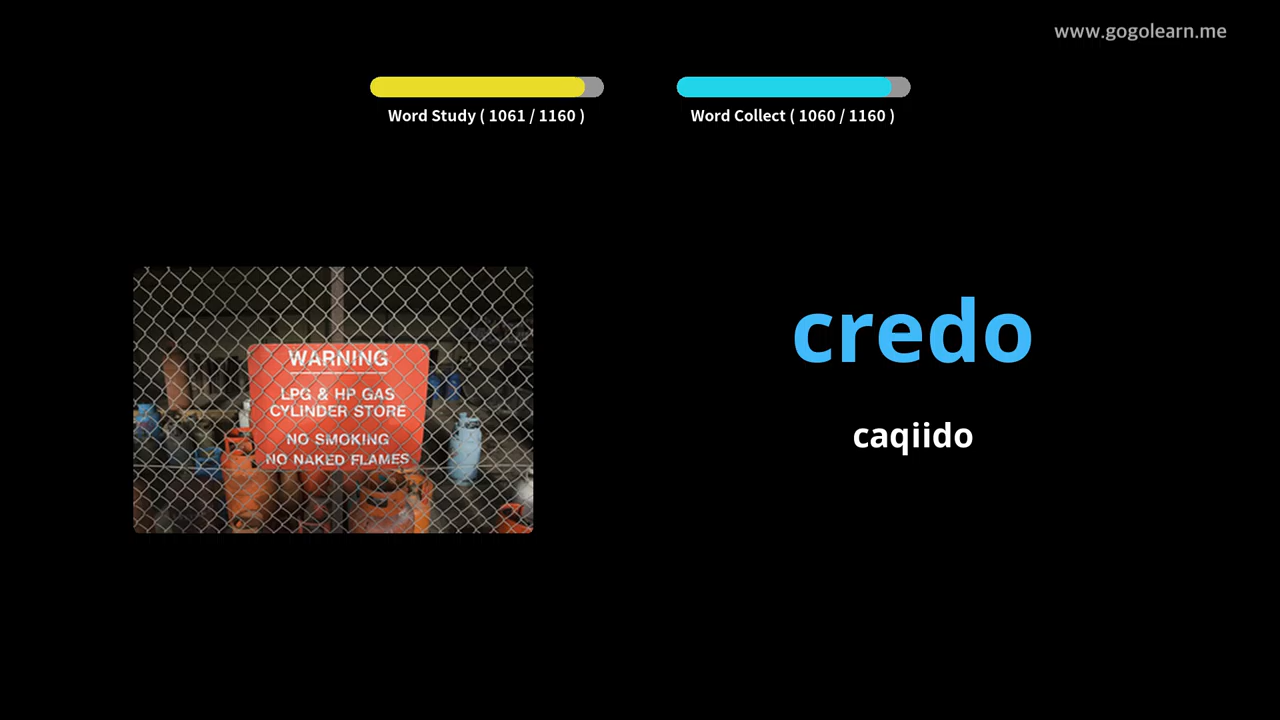 www.gogolearn.me
Word Study ( 1061 / 1160 )
Word Collect ( 1060 / 1160 )
WARNING
LPG & HP GAS
CYLINDER STORE
NO SMOKING
NO NAKED FLAMES
credo
caqiido